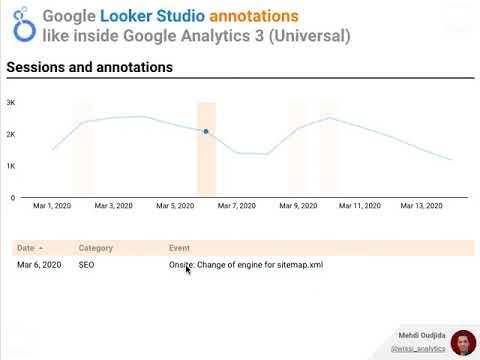 Google Looker Studio annotations
like inside Google Analytics 3 (Universal)
Sessions and annotations
3K
2K
1K
0
Mar 1, 2020 Mar 3, 2020 Mar 5, 2020 Mar 7, 2020 Mar 9, 2020 Mar 11, 2020 Mar 13, 2020
Date Category Event
Mar 6, 2020 SEO Onsite: Change of engine for sitemap.xml
Mehdi Oudjida
@wissi_analytics